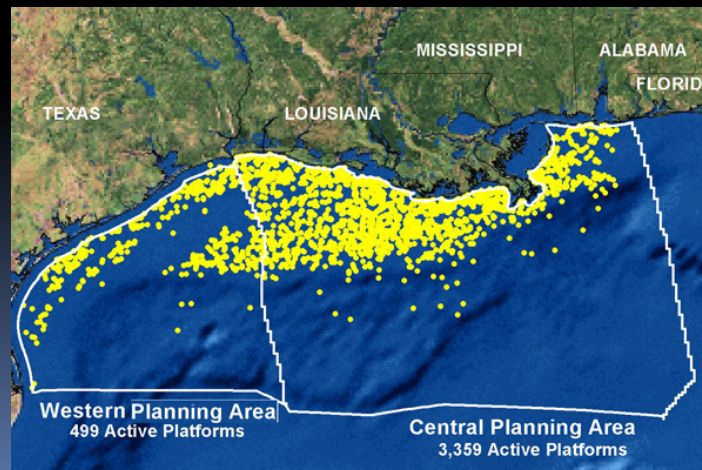 MISSISSIPPI
ALABAMA
FLORID
TEXAS
LOUISIANA
Western Planning Area
499 Active Platforms
Central Planning Area
3,359 Active Platforms